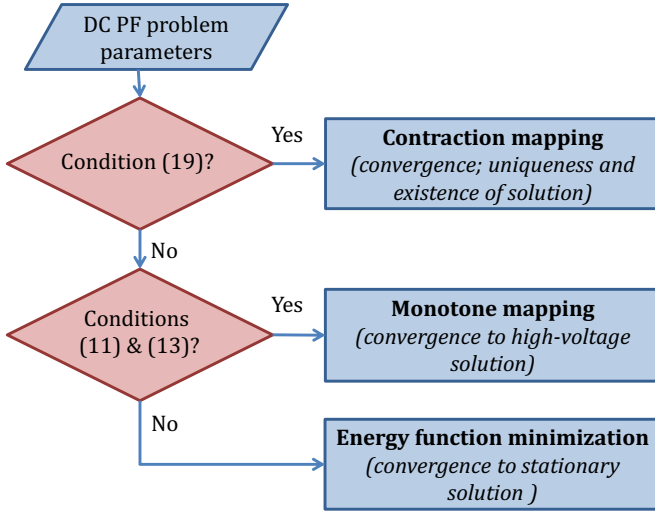 DC PF problem
parameters
Condition (19)?
Yes
Contraction mapping
(convergence; uniqueness and
existence of solution)
No
Conditions
(11) & (13)?
Yes
Monotone mapping
(convergence to high-voltage
solution)
No
Energy function minimization
(convergence to stationary
solution )